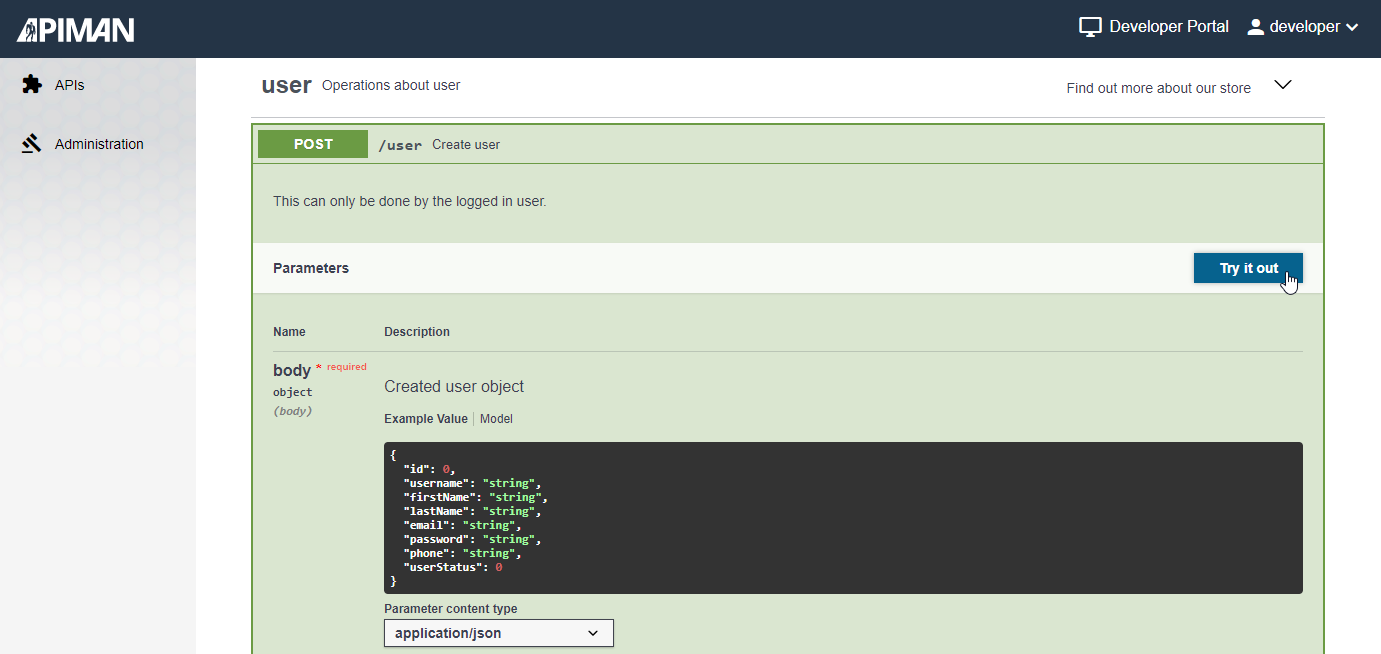 APIMAN
Developer Portal
developer
APIs
Administration
user Operations about user
Find out more about our store
POST /user Create user
This can only be done by the logged in user.
Parameters
Try it out
Name Description
body * required
object
(body)
Created user object
Example Value | Model
{
"id": 0,
"username": "string",
"firstName": "string",
"lastName": "string",
"email": "string",
"password": "string",
"phone": "string",
"userStatus": 0
}
Parameter content type
application/json